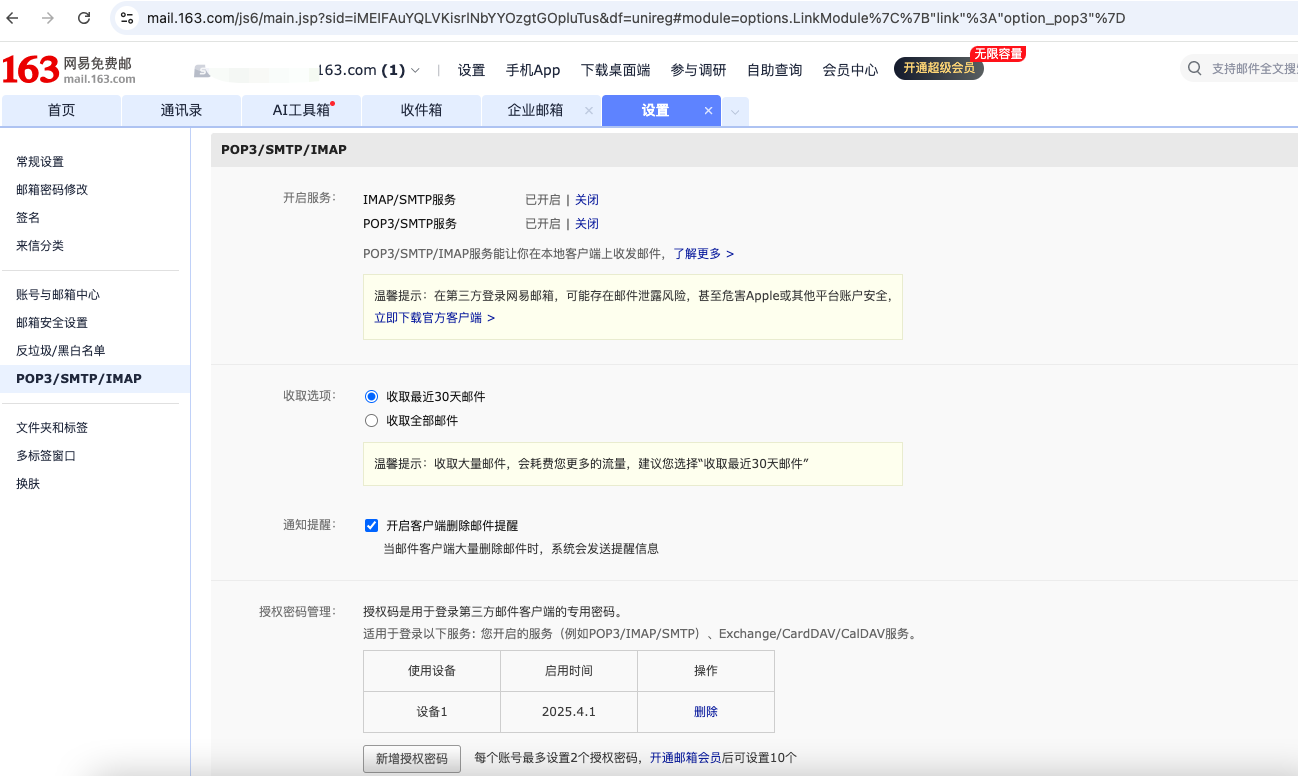 mail.163.com/js6/main.jsp?sid=iMEIFAuYQLVKisrlNbYYOzgtGOpluTus&df=unireg#module=options.LinkModule%7C%7B"link"%3A"option_pop3"%7D
163 网易免费邮 mail.163.com
163.com (1) | 设置 手机App 下载桌面端 参与调研 自助查询 会员中心 开通超级会员 无限容量 支持邮件全文搜
首页 通讯录 AI工具箱 收件箱 企业邮箱 × 设置 ×
常规设置
邮箱密码修改
签名
来信分类
账号与邮箱中心
邮箱安全设置
反垃圾/黑白名单
POP3/SMTP/IMAP
文件夹和标签
多标签窗口
换肤
POP3/SMTP/IMAP
开启服务: IMAP/SMTP服务 已开启 | 关闭
POP3/SMTP服务 已开启 | 关闭
POP3/SMTP/IMAP服务能让你在本地客户端上收发邮件，了解更多 >
温馨提示：在第三方登录网易邮箱，可能存在邮件泄露风险，甚至危害Apple或其他平台账户安全，
立即下载官方客户端 >
收取选项: 收取最近30天邮件
收取全部邮件
温馨提示：收取大量邮件，会耗费您更多的流量，建议您选择“收取最近30天邮件”
通知提醒: 开启客户端删除邮件提醒
当邮件客户端大量删除邮件时，系统会发送提醒信息
授权密码管理: 授权码是用于登录第三方邮件客户端的专用密码。
适用于登录以下服务: 您开启的服务（例如POP3/IMAP/SMTP）、Exchange/CardDAV/CalDAV服务。
使用设备 启用时间 操作
设备1 2025.4.1 删除
新增授权密码 每个账号最多设置2个授权密码，开通邮箱会员后可设置10个